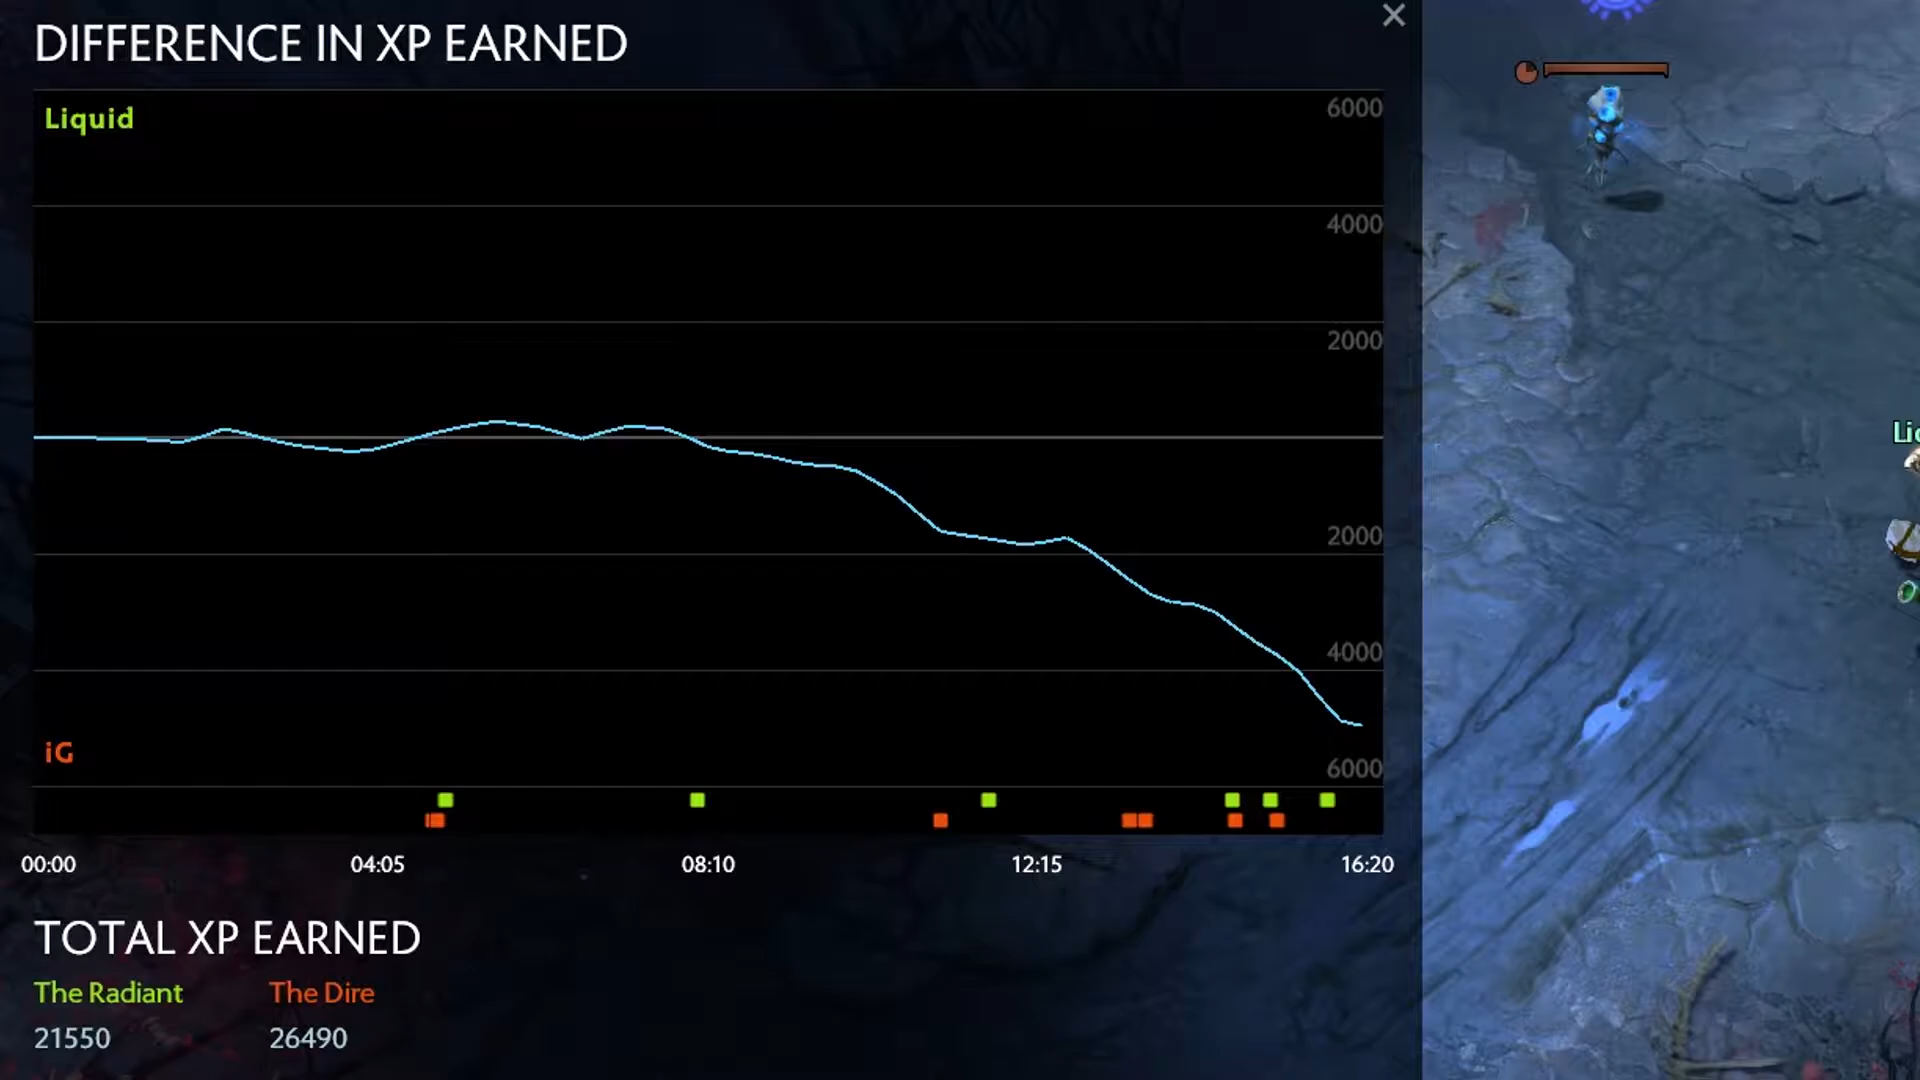 DIFFERENCE IN XP EARNED
Liquid
6000
4000
2000
2000
4000
iG
6000
00:00 04:05 08:10 12:15 16:20
TOTAL XP EARNED
The Radiant The Dire
21550 26490